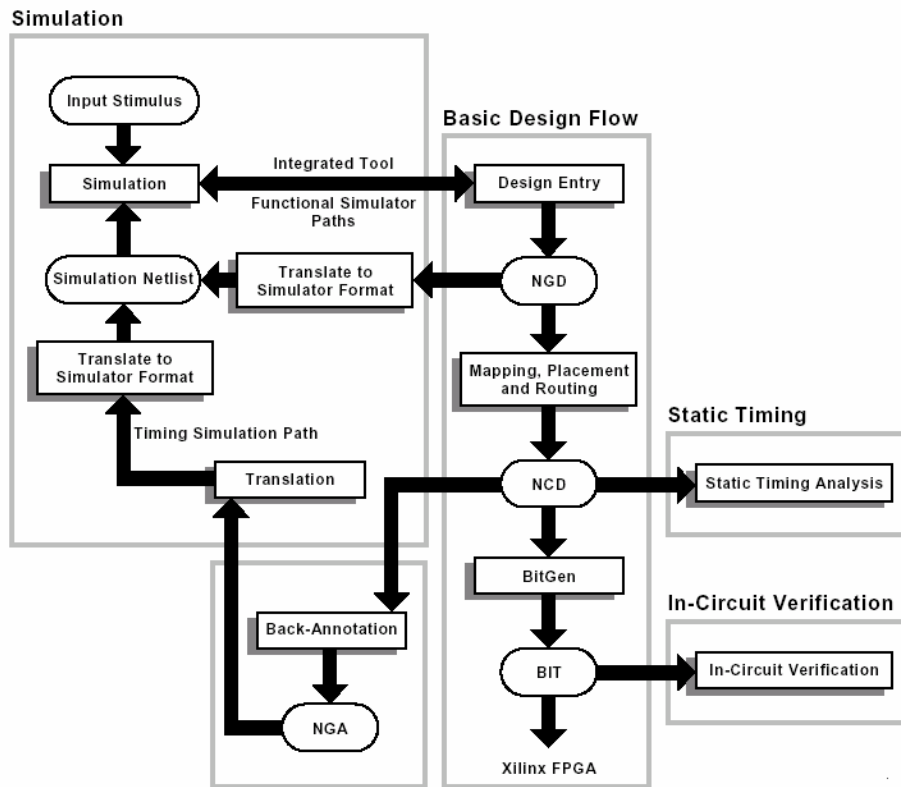 Simulation
Input Stimulus
Simulation
Integrated Tool
Functional Simulator
Paths
Simulation Netlist
Translate to
Simulator Format
Translate to
Simulator Format
Timing Simulation Path
Translation
Back-Annotation
NGA
Basic Design Flow
Design Entry
NGD
Mapping, Placement
and Routing
NCD
BitGen
BIT
Xilinx FPGA
Static Timing
Static Timing Analysis
In-Circuit Verification
In-Circuit Verification